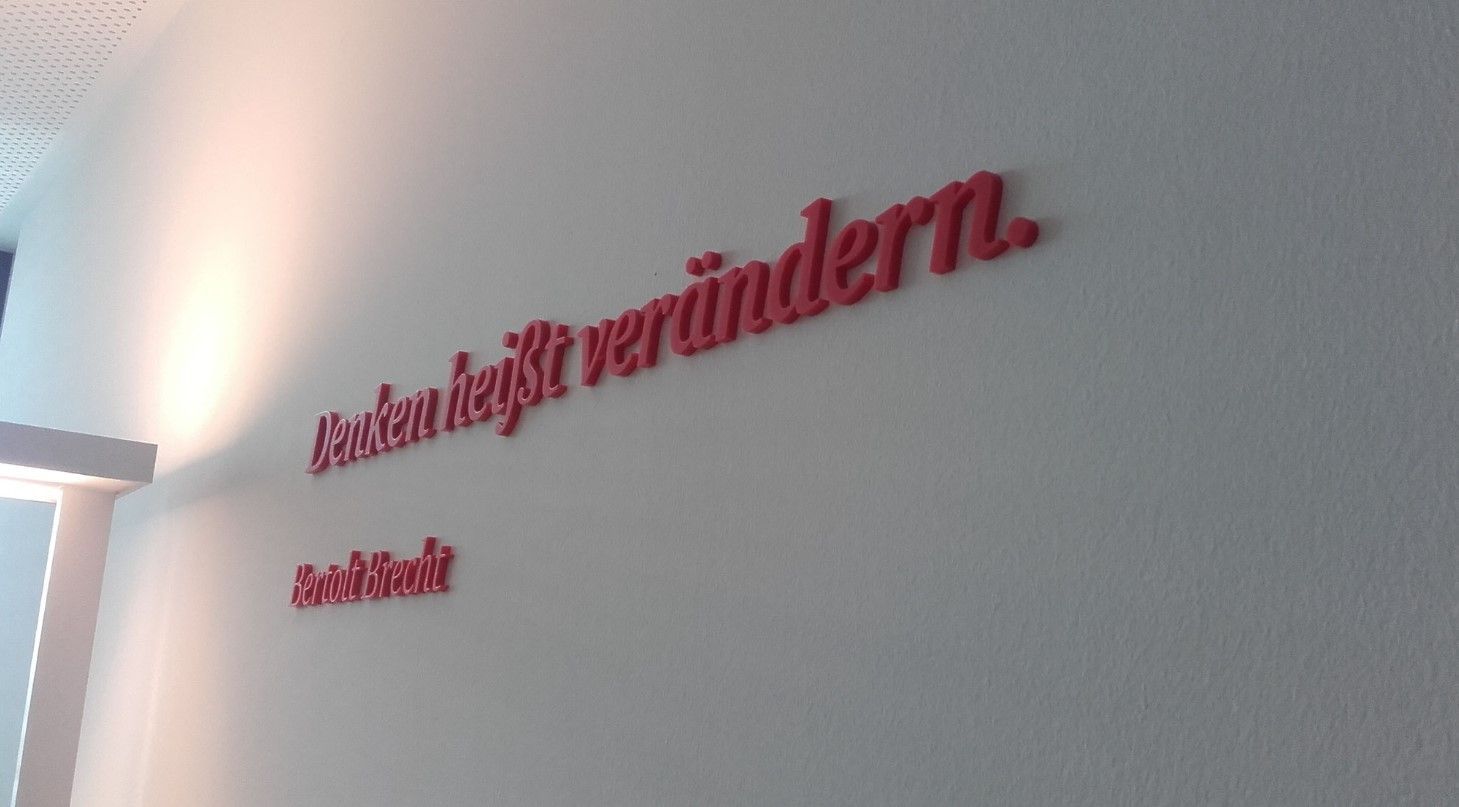 Denken heißt verändern.
Bertolt Brecht